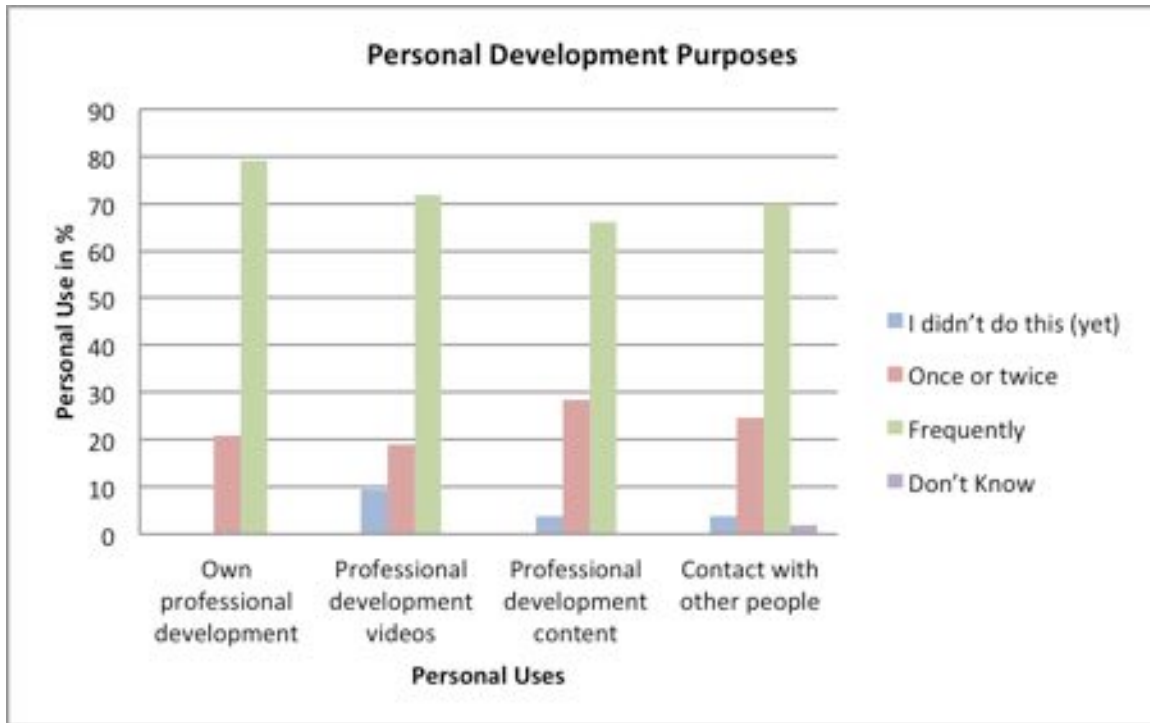 Personal Development Purposes
90
80
70
60
50
40
30
20
10
0
Personal Use in %
Own
professional
development
Professional
development
videos
Professional
development
content
Contact with
other people
Personal Uses
I didn't do this (yet)
Once or twice
Frequently
Don't Know